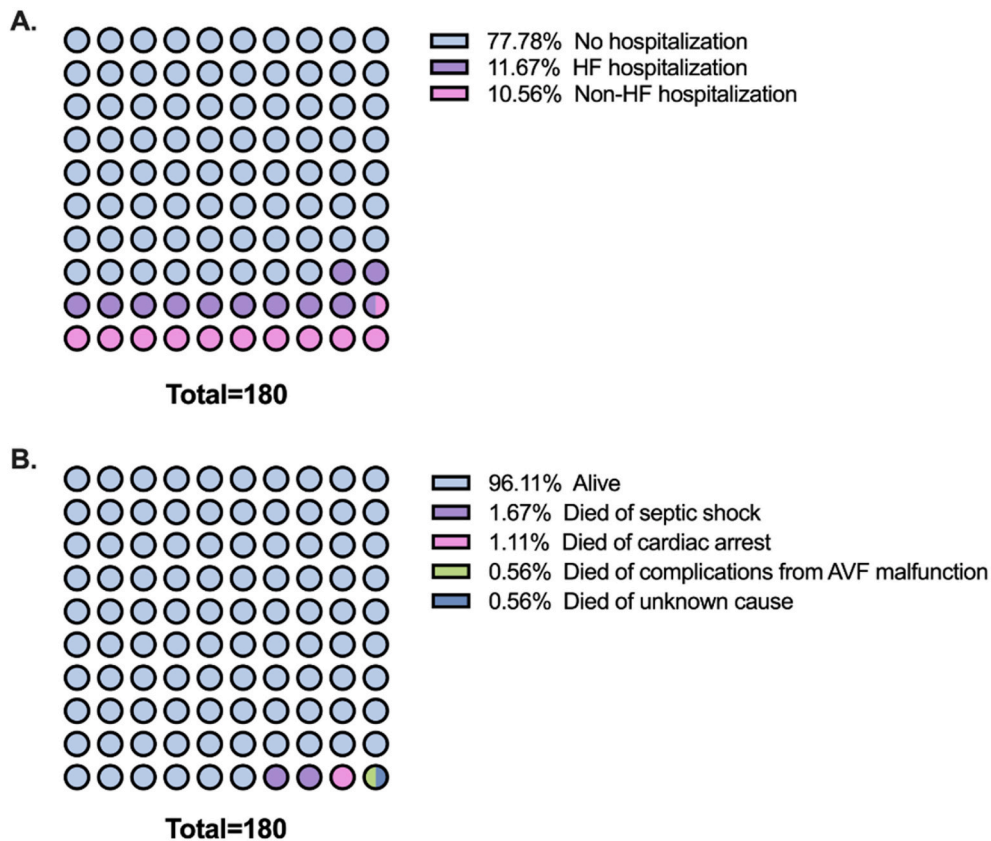 A.
77.78% No hospitalization
11.67% HF hospitalization
10.56% Non-HF hospitalization
Total=180
B.
96.11% Alive
1.67% Died of septic shock
1.11% Died of cardiac arrest
0.56% Died of complications from AVF malfunction
0.56% Died of unknown cause
Total=180